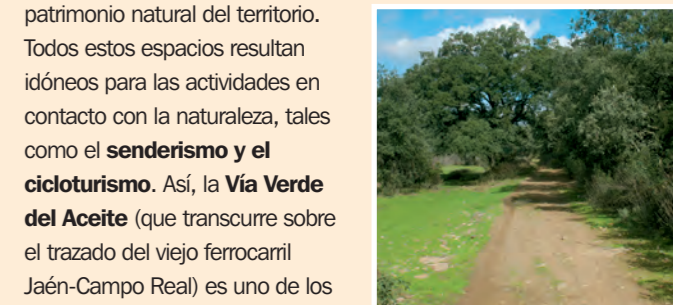 patrimonio natural del territorio.
Todos estos espacios resultan
idóneos para las actividades en
contacto con la naturaleza, tales
como el senderismo y el
cicloturismo. Así, la Vía Verde
del Aceite (que transcurre sobre
el trazado del viejo ferrocarril
Jaén-Campo Real) es uno de los